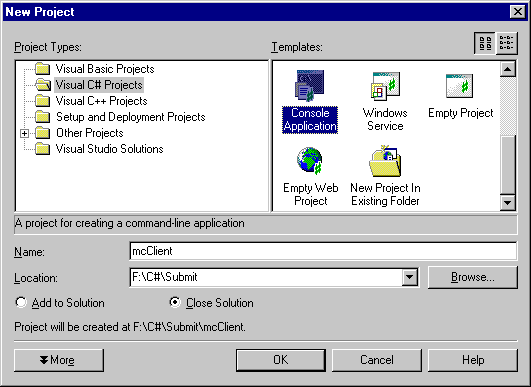 New Project
Project Types:
Templates:
Visual Basic Projects
Visual C# Projects
Visual C++ Projects
Setup and Deployment Projects
Other Projects
Visual Studio Solutions
Console Application
Windows Service
Empty Project
Empty Web Project
New Project In Existing Folder
A project for creating a command-line application
Name: mcClient
Location: F:\C#\Submit Browse...
Add to Solution Close Solution
Project will be created at F:\C#\Submit\mcClient.
More OK Cancel Help